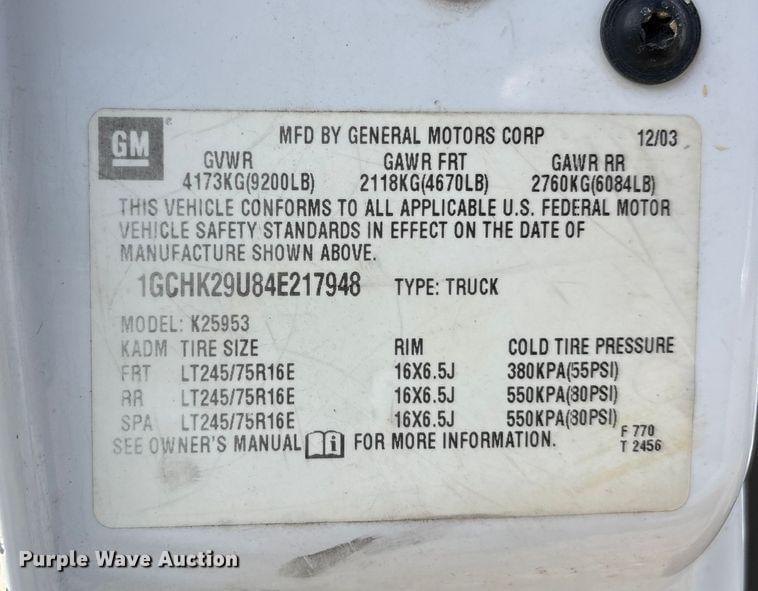 GM
MFD BY GENERAL MOTORS CORP 12/03
GVWR GAWR FRT GAWR RR
4173KG(9200LB) 2118KG(4670LB) 2760KG(6084LB)
THIS VEHICLE CONFORMS TO ALL APPLICABLE U.S. FEDERAL MOTOR
VEHICLE SAFETY STANDARDS IN EFFECT ON THE DATE OF
MANUFACTURE SHOWN ABOVE.
1GCHK29U84E217948 TYPE: TRUCK
MODEL: K25953
KADM TIRE SIZE RIM COLD TIRE PRESSURE
FRT LT245/75R16E 16X6.5J 380KPA(55PSI)
RR LT245/75R16E 16X6.5J 550KPA(80PSI)
SPA LT245/75R16E 16X6.5J 550KPA(80PSI)
SEE OWNER'S MANUAL i FOR MORE INFORMATION.
F 770
T 2456
Purple Wave Auction